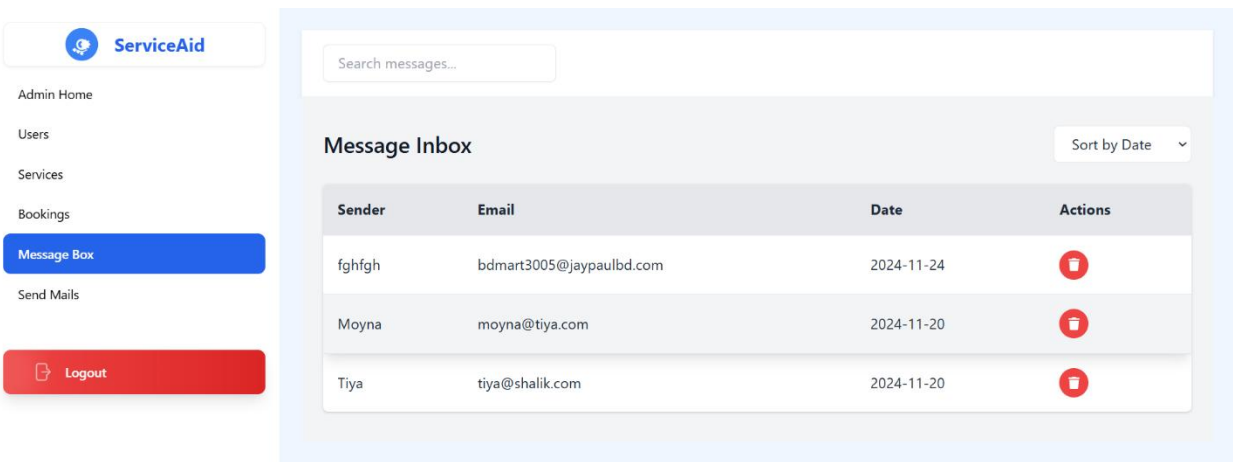 ServiceAid
Admin Home
Users
Services
Bookings
Message Box
Send Mails
Logout
Search messages...
Message Inbox
Sort by Date
Sender Email Date Actions
fghfgh bdmart3005@jaypaulbd.com 2024-11-24
Moyna moyna@tiya.com 2024-11-20
Tiya tiya@shalik.com 2024-11-20